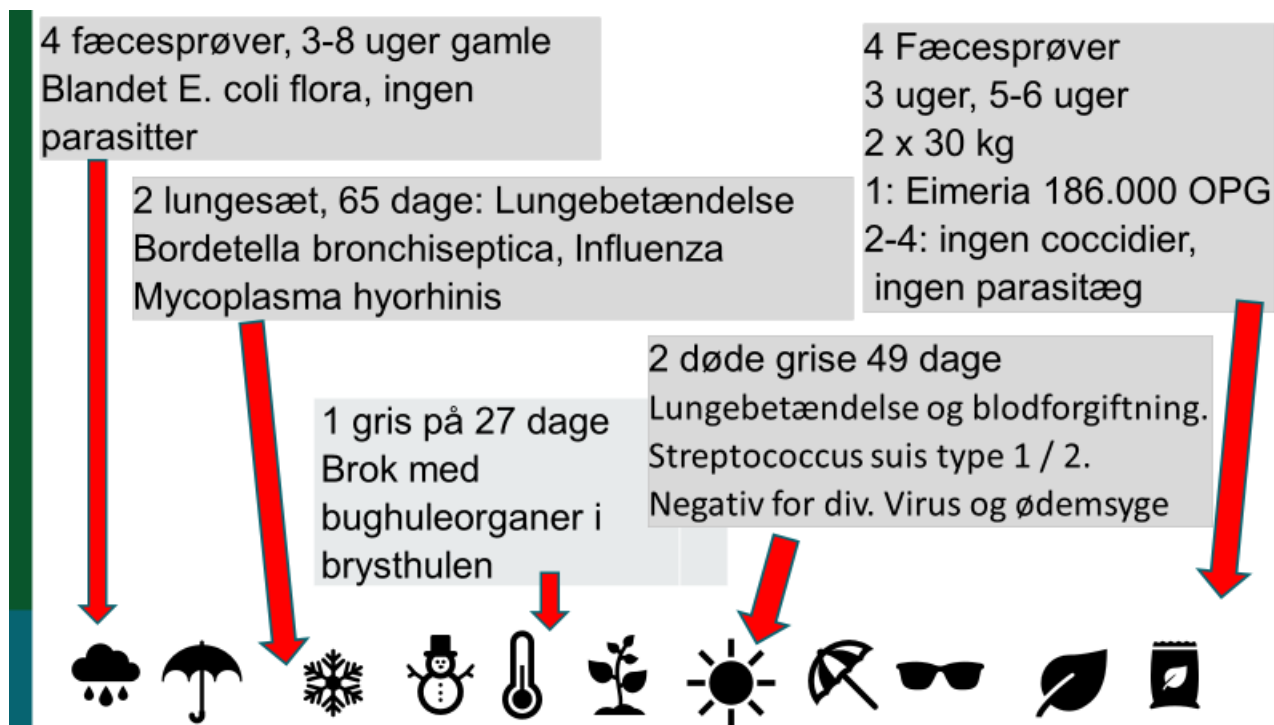 4 fæcesprøver, 3-8 uger gamle
Blandet E. coli flora, ingen
parasitter
2 lungesæt, 65 dage: Lungebetændelse
Bordetella bronchiseptica, Influenza
Mycoplasma hyorhinis
4 Fæcesprøver
3 uger, 5-6 uger
2 x 30 kg
1: Eimeria 186.000 OPG
2-4: ingen coccidier,
ingen parasitæg
1 gris på 27 dage
Brok med
bughuleorganer i
brysthulen
2 døde grise 49 dage
Lungebetændelse og blodforgiftning.
Streptococcus suis type 1 / 2.
Negativ for div. Virus og ødemsyge